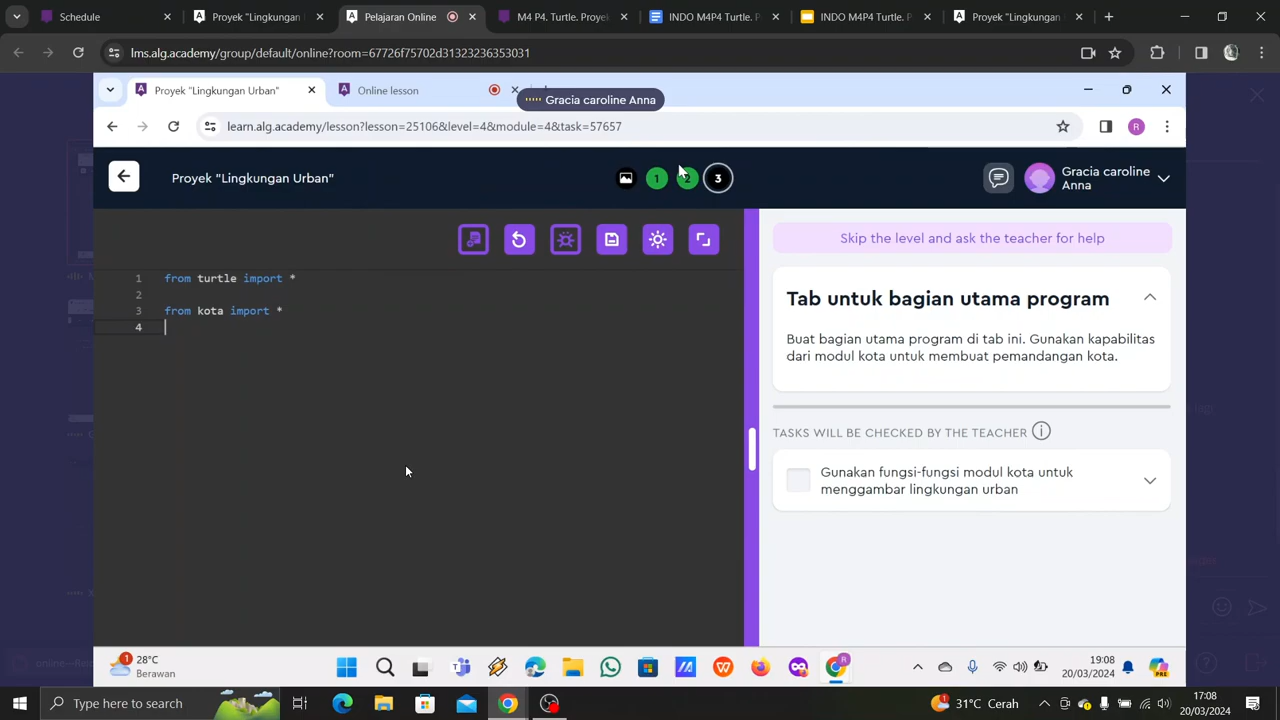 Schedule
Proyek "Lingkungan
Pelajaran Online
M4 P4. Turtle. Proye
INDO M4P4 Turtle. P
INDO M4P4 Turtle. P
Proyek "Lingkungan
lms.alg.academy/group/default/online?room=67726f75702d31323236353031
Proyek "Lingkungan Urban"
Online lesson
Gracia caroline Anna
learn.alg.academy/lesson?lesson=25106&level=4&module=4&task=57657
R
Proyek "Lingkungan Urban"
1
2
3
Gracia caroline
Anna
Skip the level and ask the teacher for help
1 from turtle import *
2
3 from kota import *
4
Tab untuk bagian utama program
Buat bagian utama program di tab ini. Gunakan kapabilitas
dari modul kota untuk membuat pemandangan kota.
TASKS WILL BE CHECKED BY THE TEACHER
Gunakan fungsi-fungsi modul kota untuk
menggambar lingkungan urban
1
28°C
Berawan
R
19:08
20/03/2024
PRE
Type here to search
31°C Cerah
17:08
20/03/2024